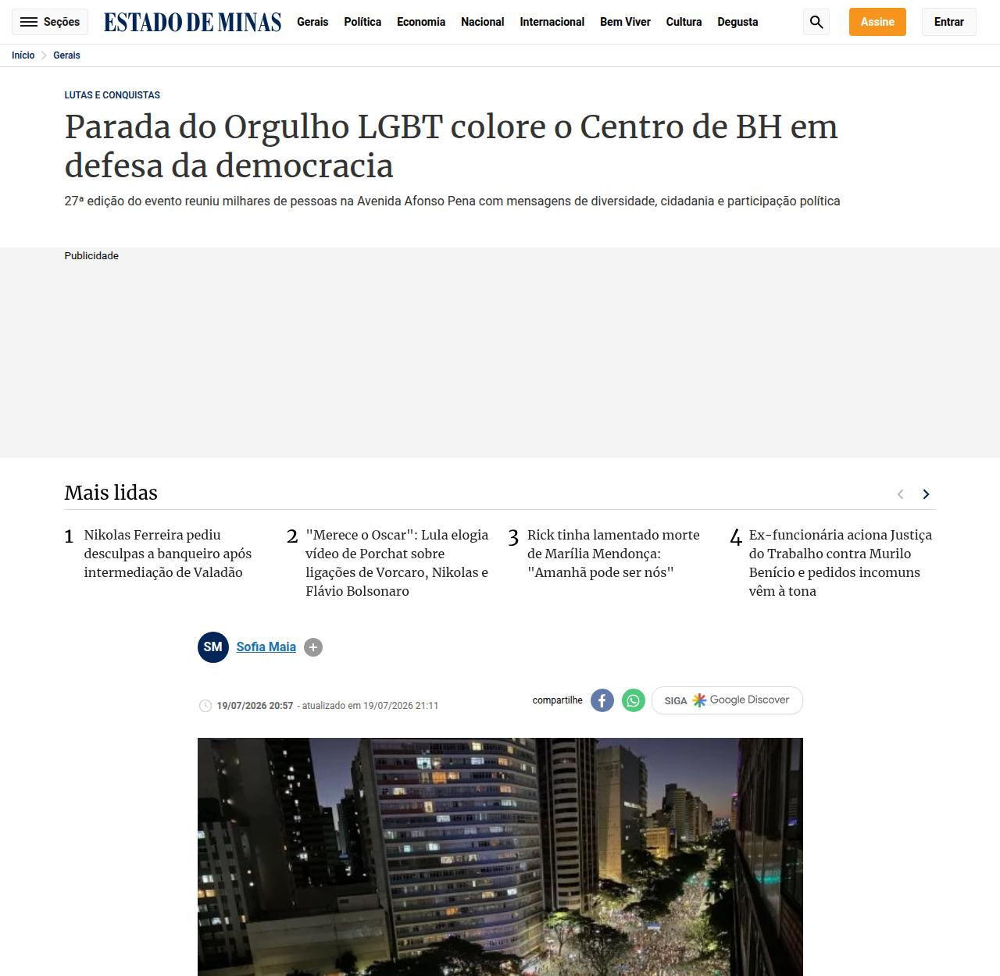 Seções
ESTADO DE MINAS
Gerais
Política
Economia
Nacional
Internacional
Bem Viver
Cultura
Degusta
Assine
Entrar
Início
Gerais
LUTAS E CONQUISTAS
Parada do Orgulho LGBT colore o Centro de BH em
defesa da democracia
27ª edição do evento reuniu milhares de pessoas na Avenida Afonso Pena com mensagens de diversidade, cidadania e participação política
Publicidade
Mais lidas
1
Nikolas Ferreira pediu
desculpas a banqueiro após
intermediação de Valadão
2
"Merece o Oscar": Lula elogia
vídeo de Porchat sobre
ligações de Vorcaro, Nikolas e
Flávio Bolsonaro
3
Rick tinha lamentado morte
de Marília Mendonça:
"Amanhã pode ser nós"
4
Ex-funcionária aciona Justiça
do Trabalho contra Murilo
Benício e pedidos incomuns
vêm à tona
SM
Sofia Maia
19/07/2026 20:57 - atualizado em 19/07/2026 21:11
compartilhe
SIGA Google Discover